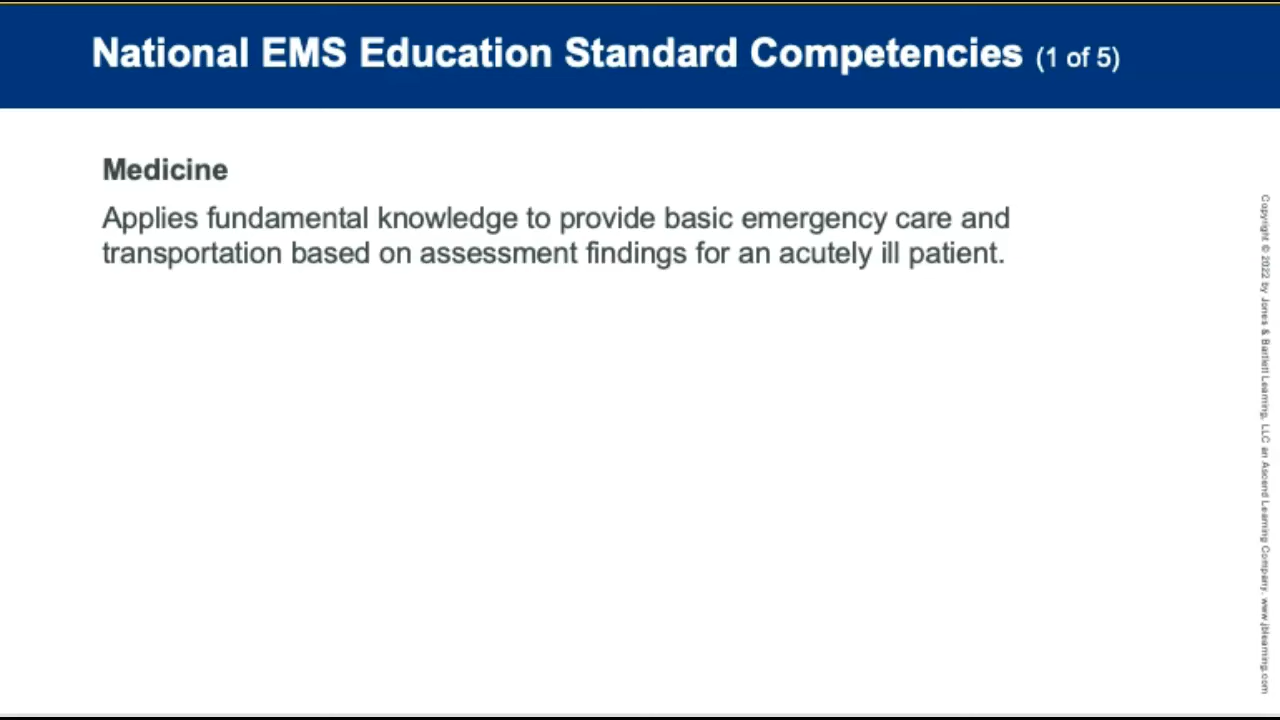 National EMS Education Standard Competencies (1 of 5)
Medicine
Applies fundamental knowledge to provide basic emergency care and
transportation based on assessment findings for an acutely ill patient.
Copyright © 2022 by Jones & Bartlett Learning, LLC an Ascend Learning Company. www.jblearning.com